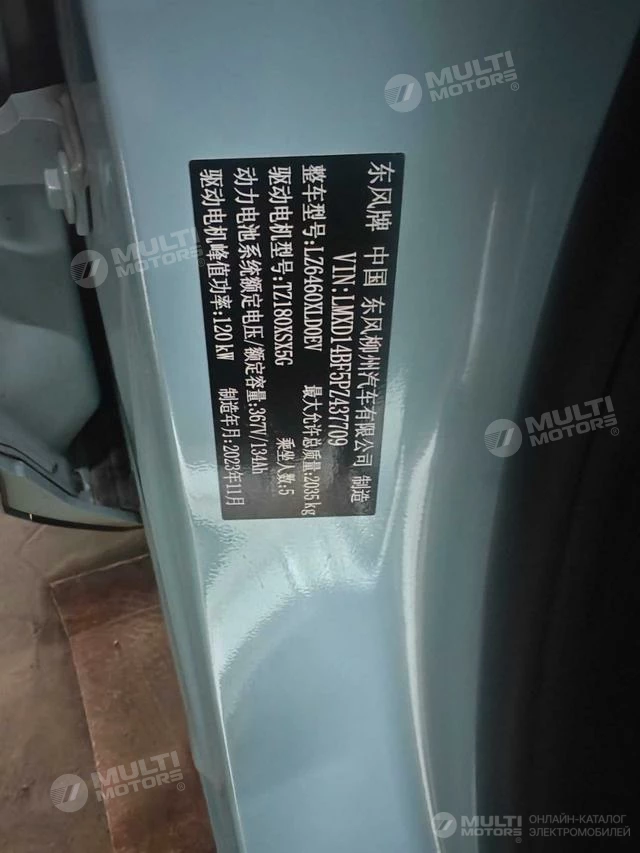 东风牌 中国 东风柳州汽车有限公司 制造
VIN:LMXD14BF5PZ437709
整车型号:LZ6460XLD0EV 最大允许总质量:2035 kg
驱动电机型号:TZ180XSX5G 乘坐人数:5
动力电池系统额定电压/额定容量:367V/134Ah
驱动电机峰值功率:120 kW 制造年月:2023年11月
MULTI MOTORS®
MULTI MOTORS®
MULTI MOTORS®
MULTI MOTORS®
MULTI MOTORS®
ОНЛАЙН-КАТАЛОГ
ЭЛЕКТРОМОБИЛЕЙ